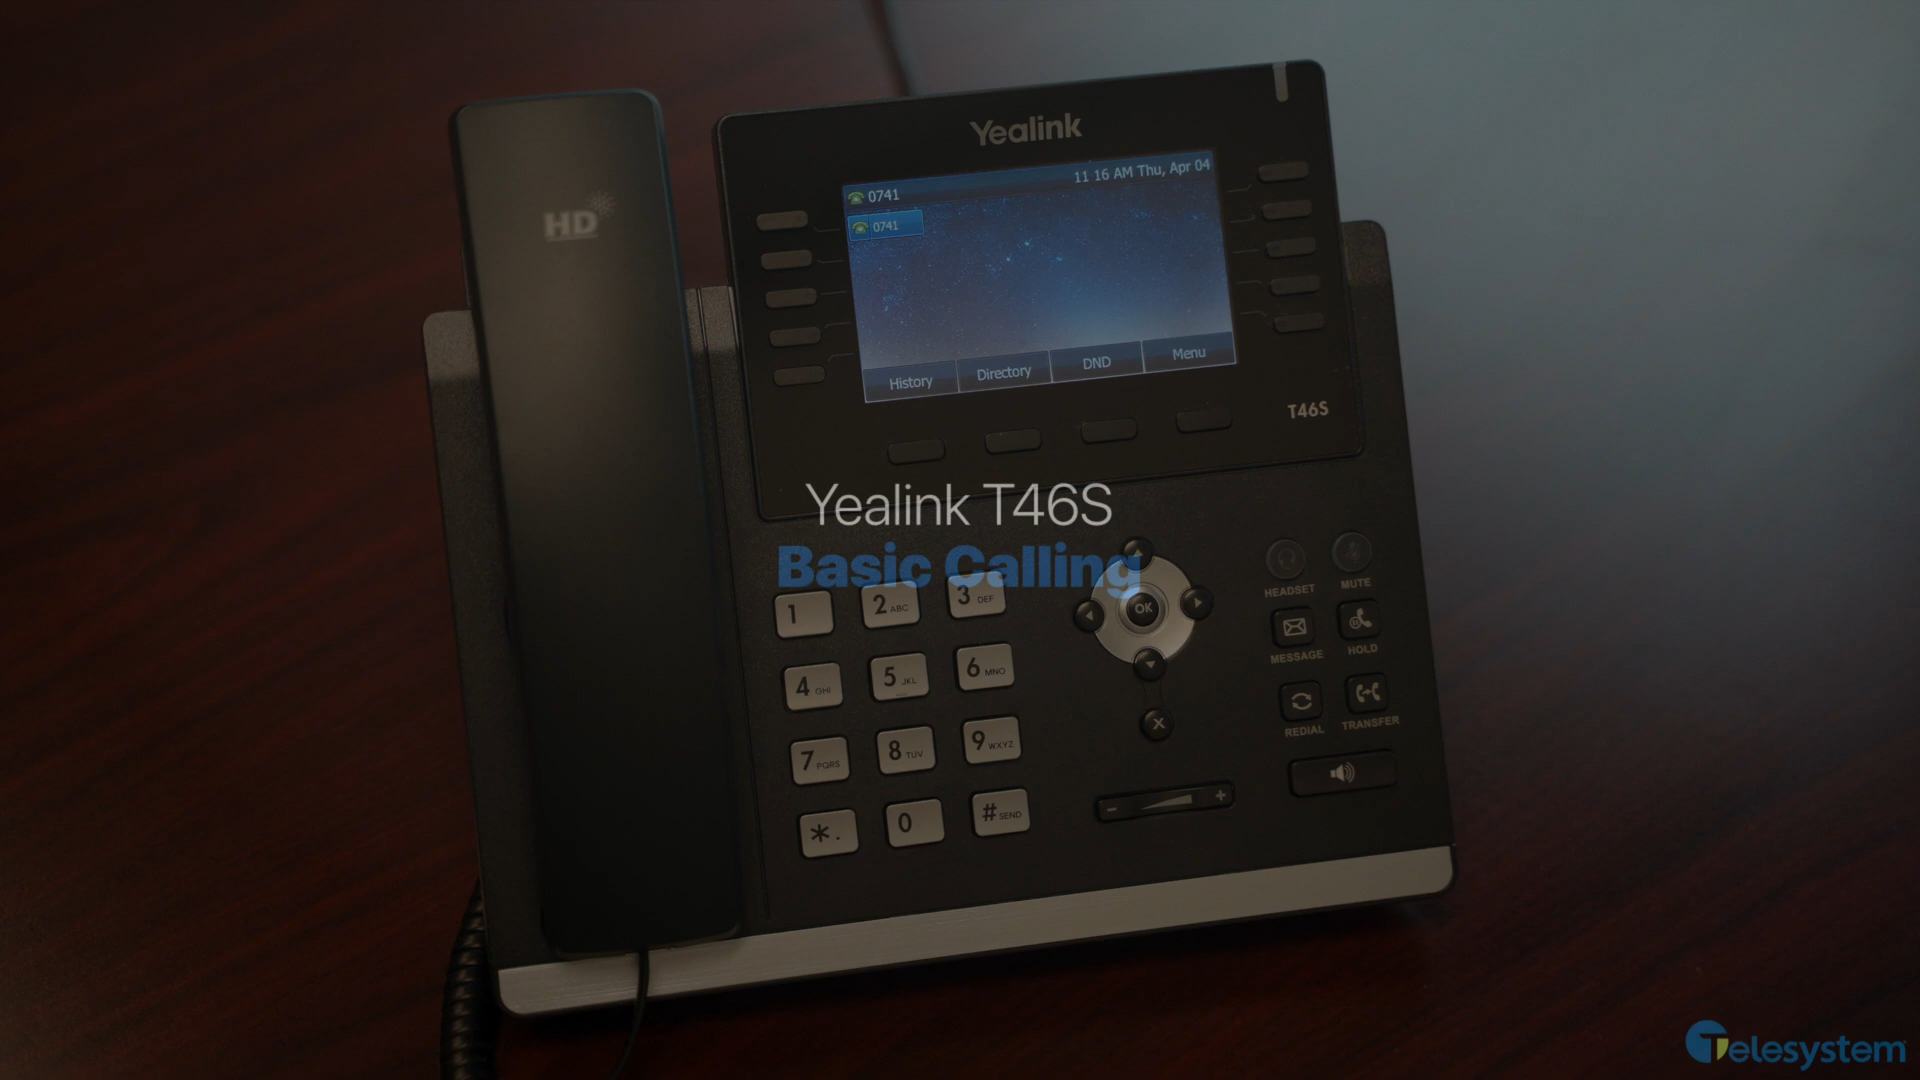 Yealink
HD
0741
11 16 AM Thu, Apr 04
0741
History
Directory
DND
Menu
T46S
Yealink T46S
Basic Calling
1
2 ABC
3 DEF
4 GHI
5 JKL
6 MNO
7 PQRS
8 TUV
9 WXYZ
*.
0
# SEND
OK
X
HEADSET
MUTE
MESSAGE
HOLD
REDIAL
TRANSFER
- +
Telesystem